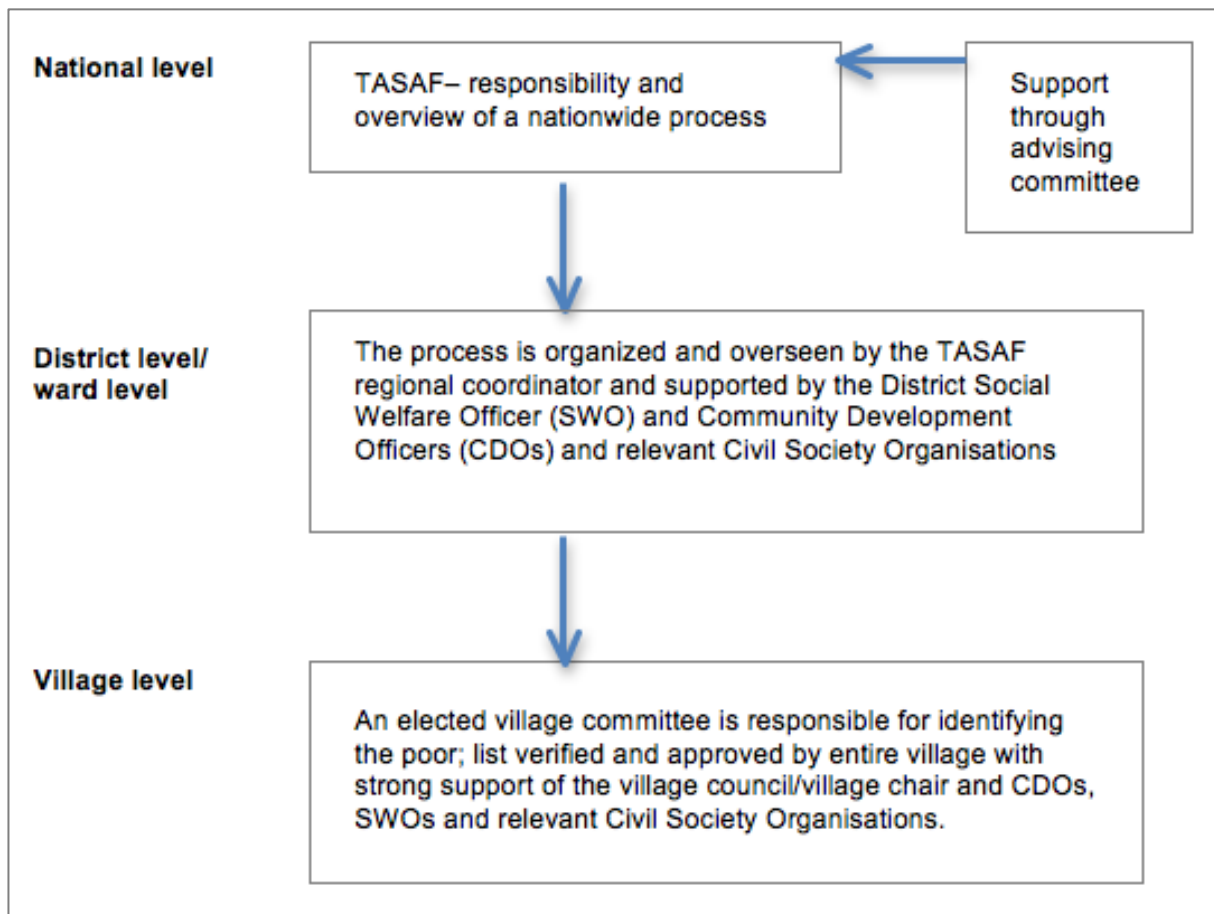 National level
TASAF– responsibility and
overview of a nationwide process
Support
through
advising
committee
District level/
ward level
The process is organized and overseen by the TASAF
regional coordinator and supported by the District Social
Welfare Officer (SWO) and Community Development
Officers (CDOs) and relevant Civil Society Organisations
Village level
An elected village committee is responsible for identifying
the poor; list verified and approved by entire village with
strong support of the village council/village chair and CDOs,
SWOs and relevant Civil Society Organisations.